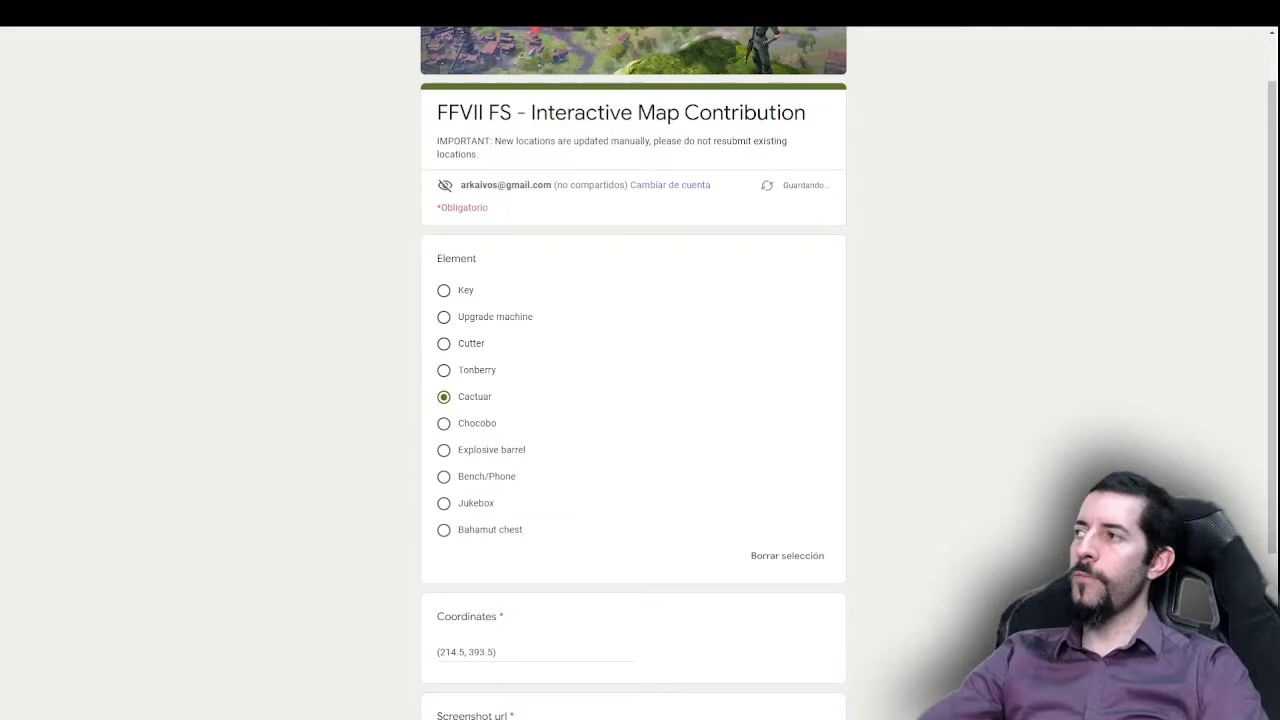 FFVII FS - Interactive Map Contribution
IMPORTANT: New locations are updated manually, please do not resubmit existing
locations.
arkaivos@gmail.com (no compartidos) Cambiar de cuenta
Guardando...
*Obligatorio
Element
Key
Upgrade machine
Cutter
Tonberry
Cactuar
Chocobo
Explosive barrel
Bench/Phone
Jukebox
Bahamut chest
Borrar selección
Coordinates *
(214.5, 393.5)
Screenshot url *